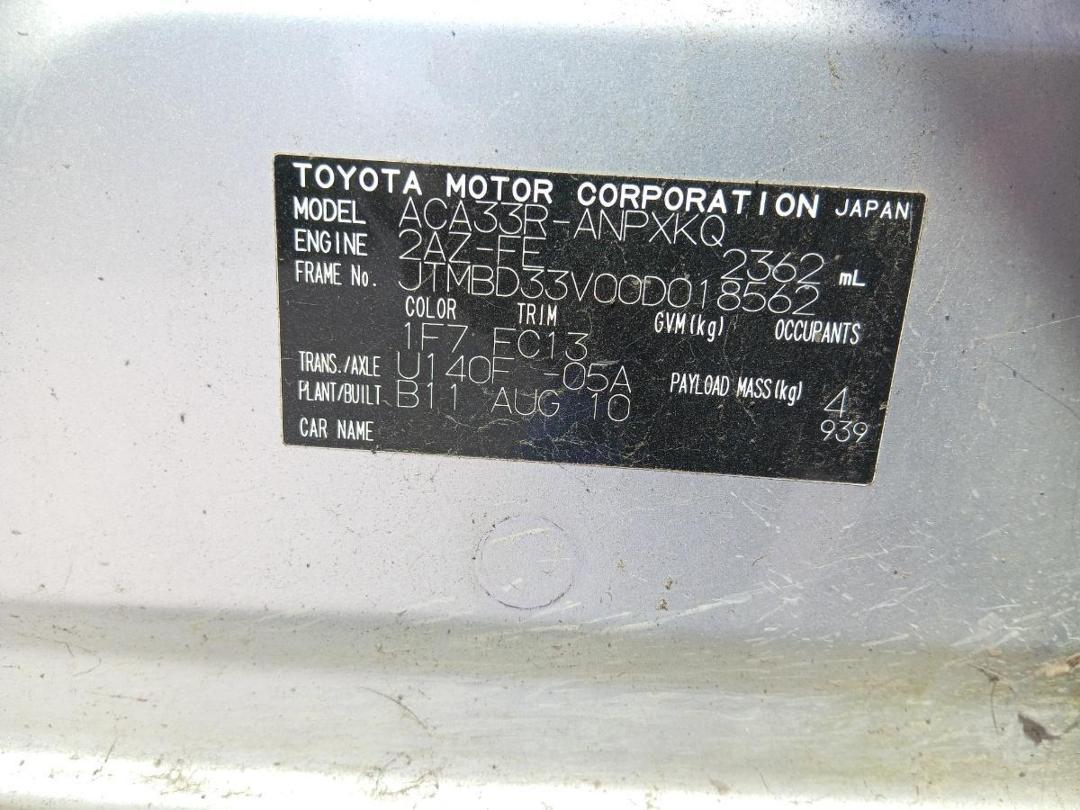 TOYOTA MOTOR CORPORATION JAPAN
MODEL ACA33R-ANPXKQ
ENGINE 2AZ-FE 2362 mL
FRAME No. JTMBD33V00D018562
COLOR TRIM GVM(kg) OCCUPANTS
1F7 FC13
TRANS./AXLE U140F -05A PAYLOAD MASS(kg) 4
PLANT/BUILT B11 AUG 10 939
CAR NAME